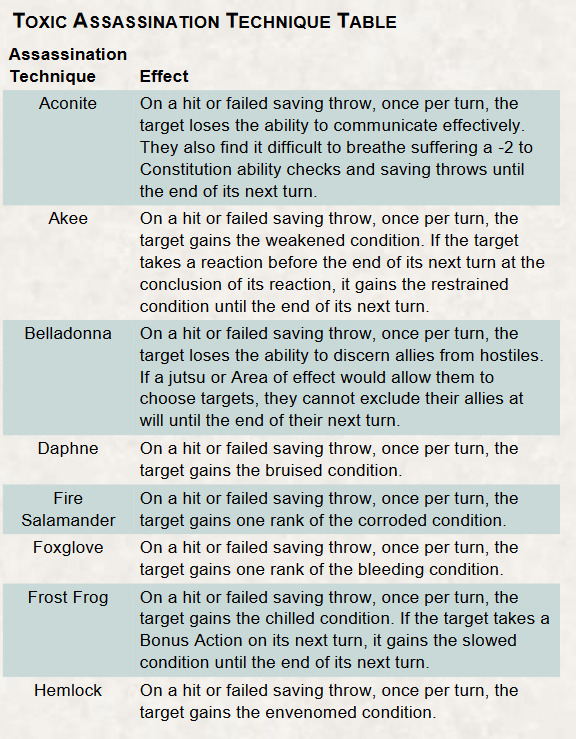 TOXIC ASSASSINATION TECHNIQUE TABLE
Assassination
Technique Effect
Aconite On a hit or failed saving throw, once per turn, the
target loses the ability to communicate effectively.
They also find it difficult to breathe suffering a -2 to
Constitution ability checks and saving throws until
the end of its next turn.
Akee On a hit or failed saving throw, once per turn, the
target gains the weakened condition. If the target
takes a reaction before the end of its next turn at the
conclusion of its reaction, it gains the restrained
condition until the end of its next turn.
Belladonna On a hit or failed saving throw, once per turn, the
target loses the ability to discern allies from hostiles.
If a jutsu or Area of effect would allow them to
choose targets, they cannot exclude their allies at
will until the end of their next turn.
Daphne On a hit or failed saving throw, once per turn, the
target gains the bruised condition.
Fire On a hit or failed saving throw, once per turn, the
Salamander target gains one rank of the corroded condition.
Foxglove On a hit or failed saving throw, once per turn, the
target gains one rank of the bleeding condition.
Frost Frog On a hit or failed saving throw, once per turn, the
target gains the chilled condition. If the target takes a
Bonus Action on its next turn, it gains the slowed
condition until the end of its next turn.
Hemlock On a hit or failed saving throw, once per turn, the
target gains the envenomed condition.